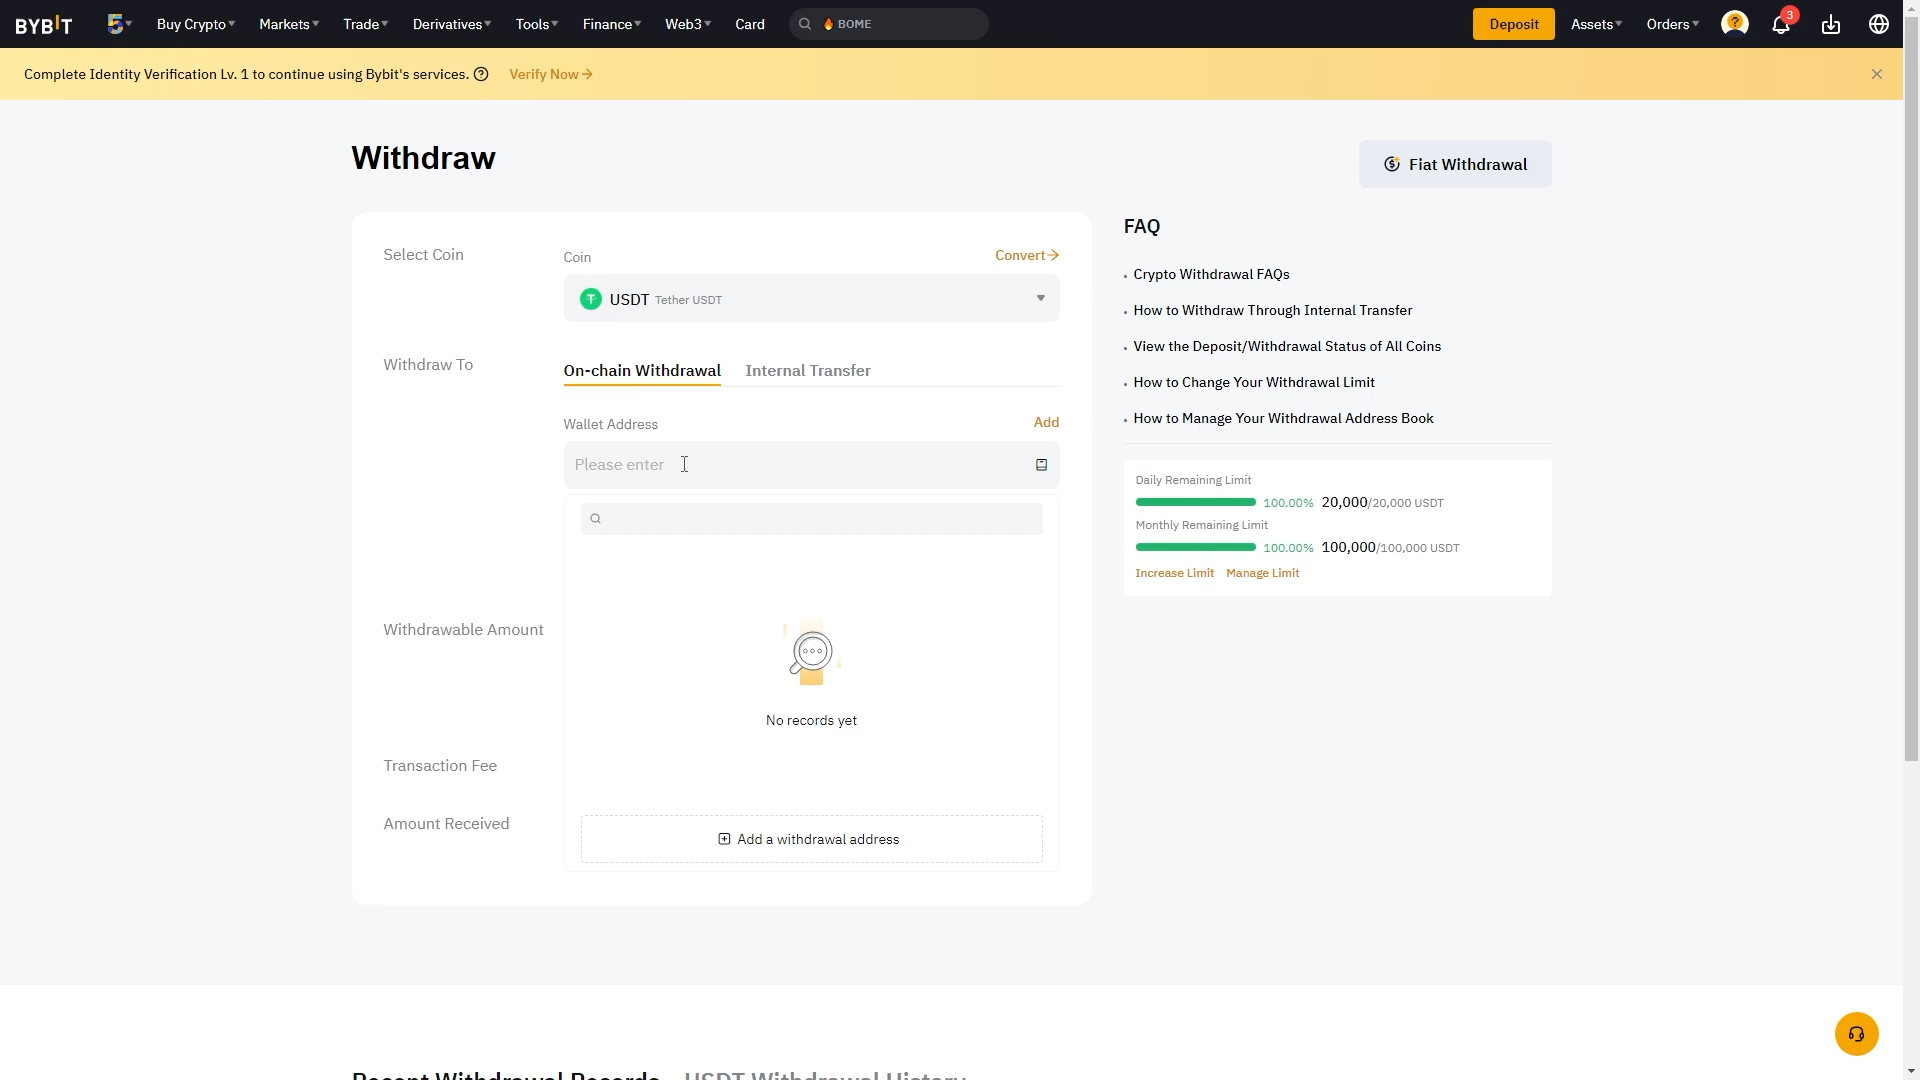 BYBIT
Buy Crypto
Markets
Trade
Derivatives
Tools
Finance
Web3
Card
BOME
Deposit
Assets
Orders
3
Complete Identity Verification Lv. 1 to continue using Bybit's services.
Verify Now
Withdraw
Fiat Withdrawal
Select Coin
Coin
Convert
USDT Tether USDT
Withdraw To
On-chain Withdrawal
Internal Transfer
Wallet Address
Add
Please enter
No records yet
Add a withdrawal address
Withdrawable Amount
Transaction Fee
Amount Received
FAQ
Crypto Withdrawal FAQs
How to Withdraw Through Internal Transfer
View the Deposit/Withdrawal Status of All Coins
How to Change Your Withdrawal Limit
How to Manage Your Withdrawal Address Book
Daily Remaining Limit
100.00% 20,000/20,000 USDT
Monthly Remaining Limit
100.00% 100,000/100,000 USDT
Increase Limit
Manage Limit
Recent Withdrawal Records
USDT Withdrawal History